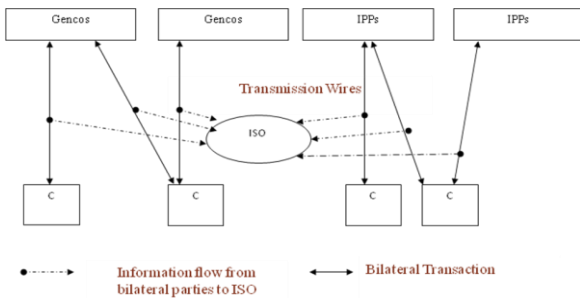 Gencos
Gencos
IPPs
IPPs
Transmission Wires
ISO
C
C
C
C
Information flow from
bilateral parties to ISO
Bilateral Transaction